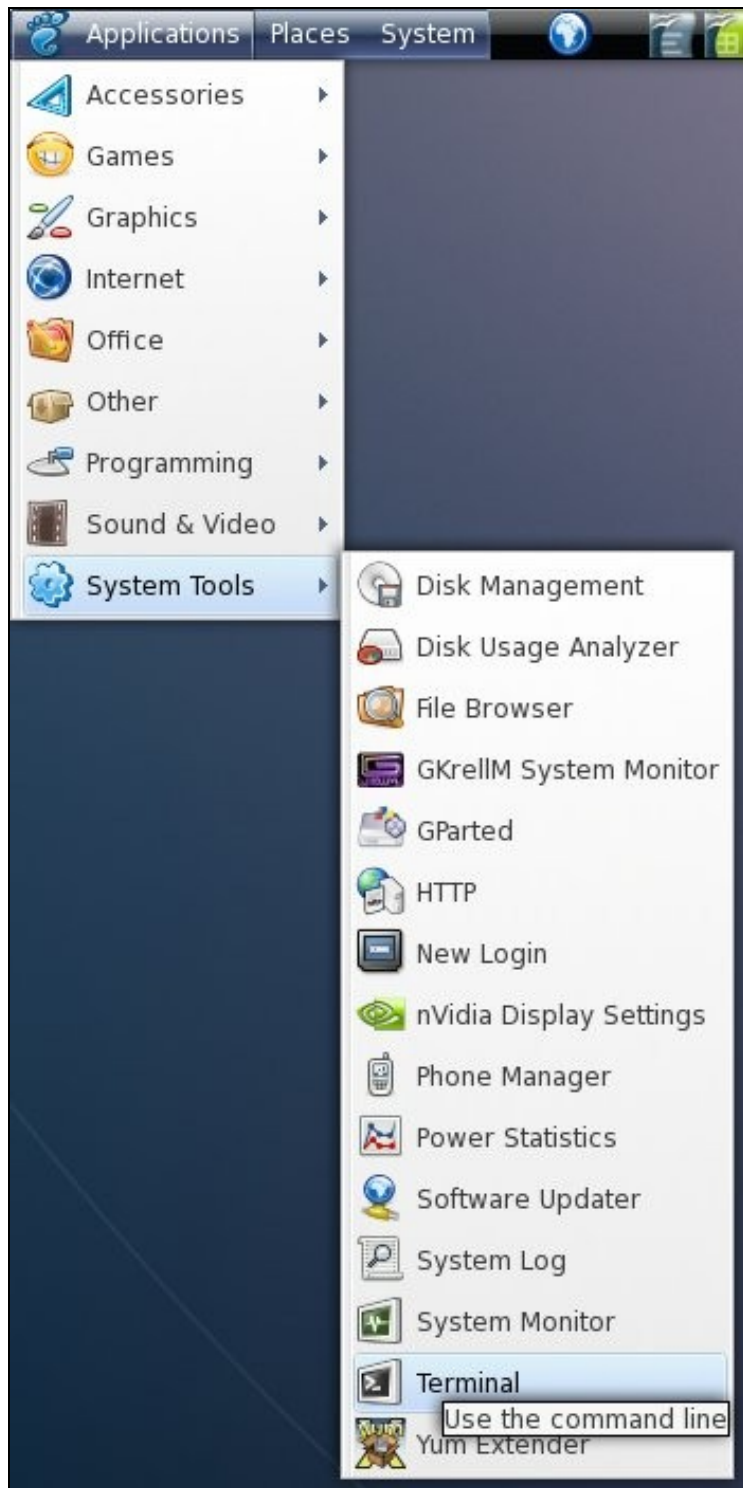 Applications Places System
Accessories
Games
Graphics
Internet
Office
Other
Programming
Sound & Video
System Tools
Disk Management
Disk Usage Analyzer
File Browser
GKrellM System Monitor
GParted
HTTP
New Login
nVidia Display Settings
Phone Manager
Power Statistics
Software Updater
System Log
System Monitor
Terminal
Use the command line
Yum Extender